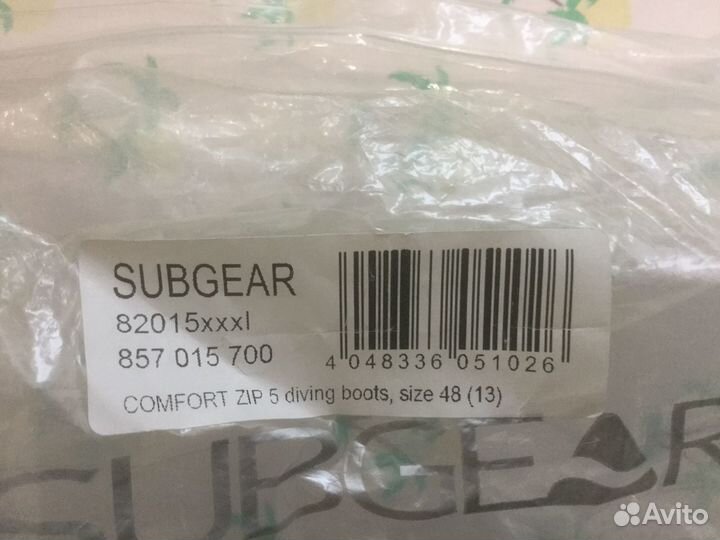 SUBGEAR
82015xxxl
857 015 700
4 048336 051026
COMFORT ZIP 5 diving boots, size 48 (13)
SUBGEAR
Avito